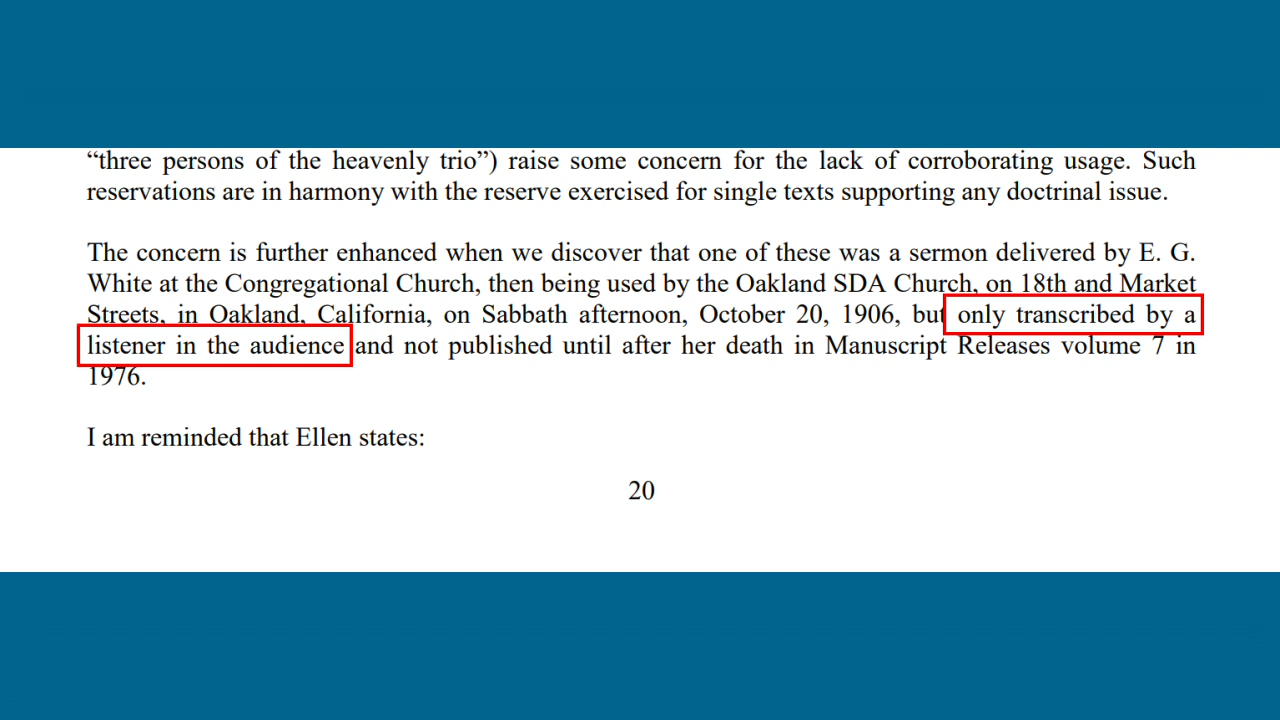 “three persons of the heavenly trio”) raise some concern for the lack of corroborating usage. Such
reservations are in harmony with the reserve exercised for single texts supporting any doctrinal issue.
The concern is further enhanced when we discover that one of these was a sermon delivered by E. G.
White at the Congregational Church, then being used by the Oakland SDA Church, on 18th and Market
Streets, in Oakland, California, on Sabbath afternoon, October 20, 1906, but only transcribed by a
listener in the audience and not published until after her death in Manuscript Releases volume 7 in
1976.
I am reminded that Ellen states:
20